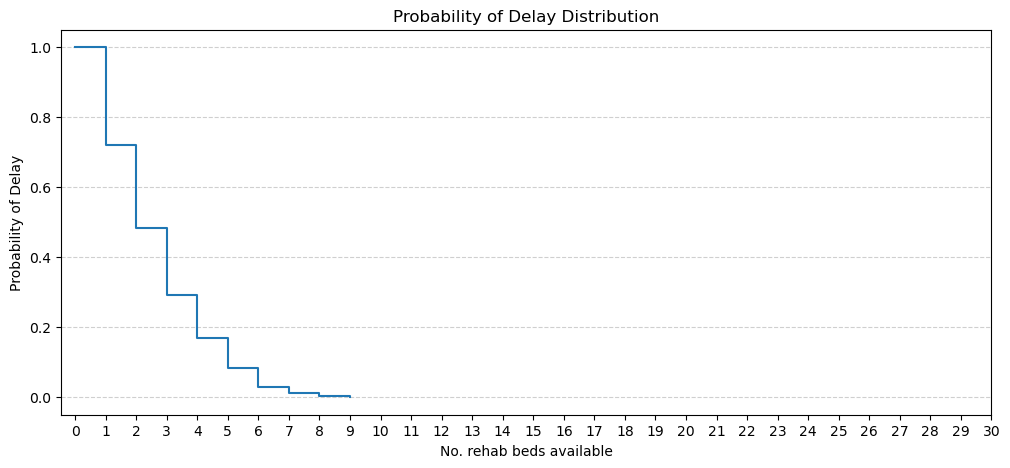 Probability of Delay Distribution
Probability of Delay
1.0
0.8
0.6
0.4
0.2
0.0
0 1 2 3 4 5 6 7 8 9 10 11 12 13 14 15 16 17 18 19 20 21 22 23 24 25 26 27 28 29 30
No. rehab beds available